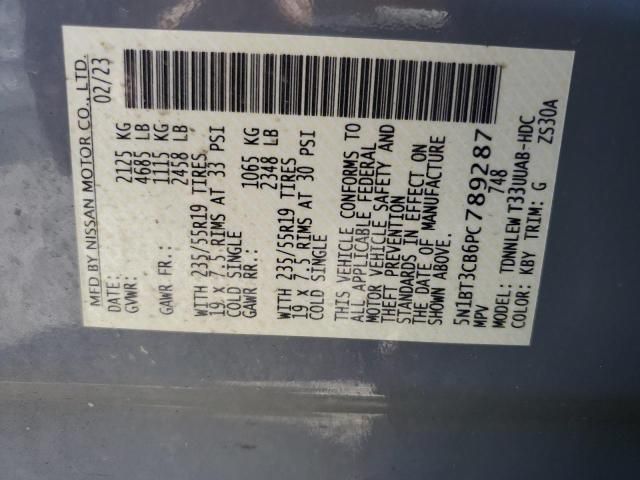 MFD BY NISSAN MOTOR CO., LTD.
DATE: 02/23
GVWR: 2125 KG
4685 LB
GAWR FR.: 1115 KG
2458 LB
WITH 235/55R19 TIRES
19 X 7.5 RIMS AT 33 PSI
COLD SINGLE
GAWR RR.: 1065 KG
2348 LB
WITH 235/55R19 TIRES
19 X 7.5 RIMS AT 30 PSI
COLD SINGLE
THIS VEHICLE CONFORMS TO
ALL APPLICABLE FEDERAL
MOTOR VEHICLE SAFETY AND
THEFT PREVENTION
STANDARDS IN EFFECT ON
THE DATE OF MANUFACTURE
SHOWN ABOVE.
5N1BT3CB6PC789287
MPV 748
MODEL: TDNNLEW T33UUAB-HDC
COLOR: KBY TRIM: G ZS30A